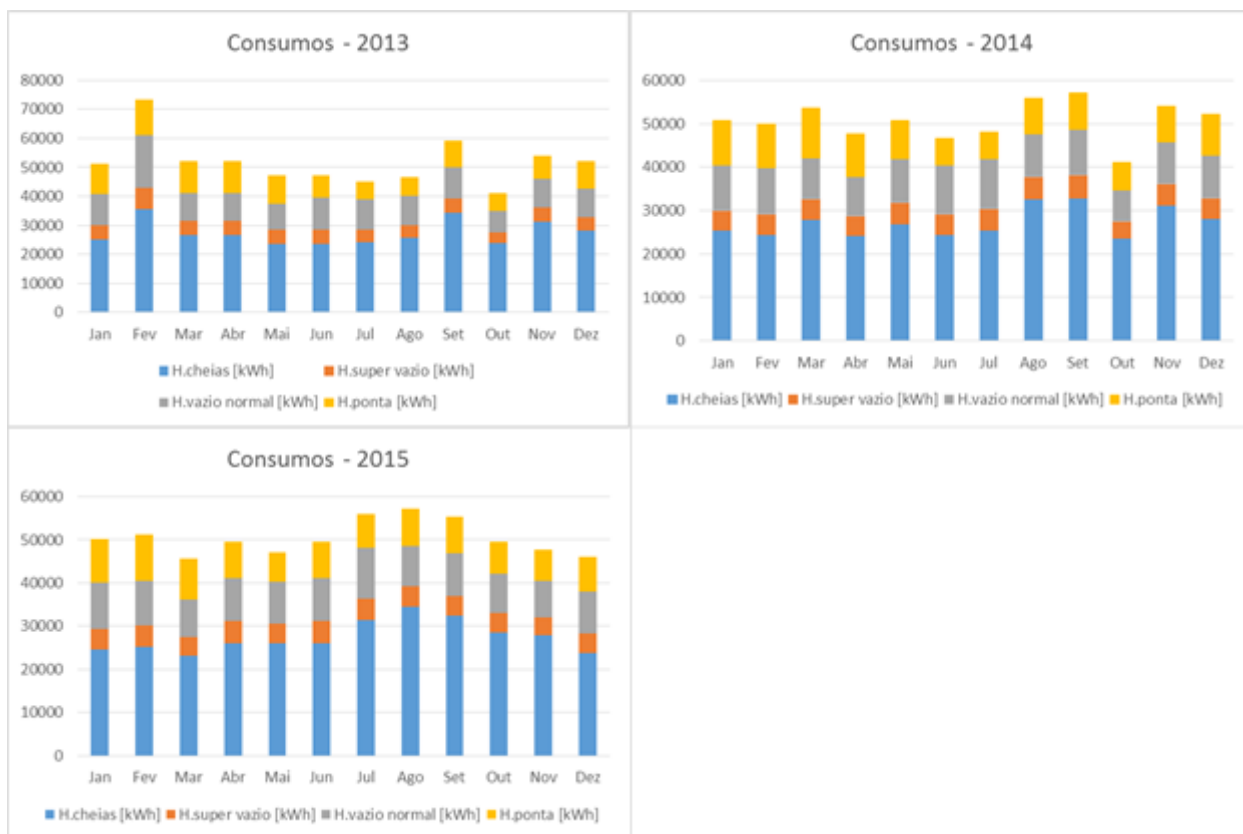 Consumos - 2013
80000
70000
60000
50000
40000
30000
20000
10000
0
Jan Fev Mar Abr Mai Jun Jul Ago Set Out Nov Dez
H.cheias [kWh] H.super vazio [kWh]
H.vazio normal [kWh] H.ponta [kWh]
Consumos - 2014
60000
50000
40000
30000
20000
10000
0
Jan Fev Mar Abr Mai Jun Jul Ago Set Out Nov Dez
H.cheias [kWh] H.super vazio [kWh] H.vazio normal [kWh] H.ponta [kWh]
Consumos - 2015
60000
50000
40000
30000
20000
10000
0
Jan Fev Mar Abr Mai Jun Jul Ago Set Out Nov Dez
H.cheias [kWh] H.super vazio [kWh] H.vazio normal [kWh] H.ponta [kWh]